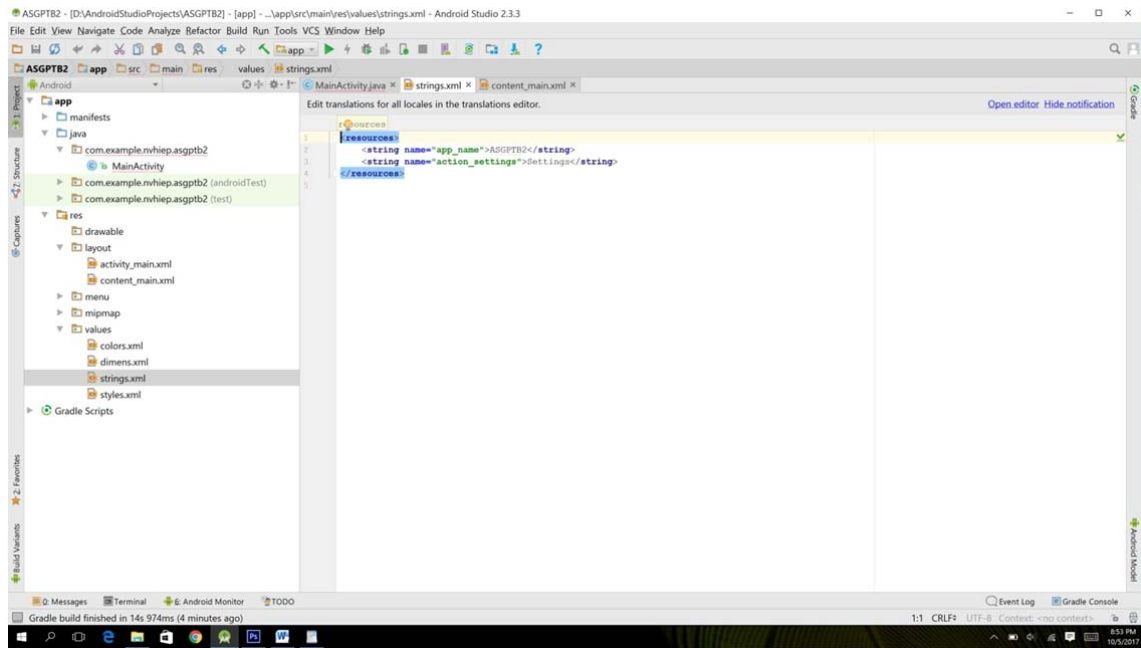 ASGPTB2 - [D:\AndroidStudioProjects\ASGPTB2] - [app] - ...\app\src\main\res\values\strings.xml - Android Studio 2.3.3
File Edit View Navigate Code Analyze Refactor Build Run Tools VCS Window Help
app
ASGPTB2 app src main res values strings.xml
Android
MainActivity.java strings.xml content_main.xml
Edit translations for all locales in the translations editor. Open editor Hide notification
1: Project
Z: Structure
Captures
2: Favorites
Build Variants
app
manifests
java
com.example.nvhiep.asgptb2
MainActivity
com.example.nvhiep.asgptb2 (androidTest)
com.example.nvhiep.asgptb2 (test)
res
drawable
layout
activity_main.xml
content_main.xml
menu
mipmap
values
colors.xml
dimens.xml
strings.xml
styles.xml
Gradle Scripts
resources
1 <resources>
2 <string name="app_name">ASGPTB2</string>
3 <string name="action_settings">Settings</string>
4 </resources>
5
Gradle
Android Model
0: Messages Terminal 6: Android Monitor TODO Event Log Gradle Console
Gradle build finished in 14s 974ms (4 minutes ago) 1:1 CRLF UTF-8 Context: <no context>
Ps
8:53 PM
10/5/2017